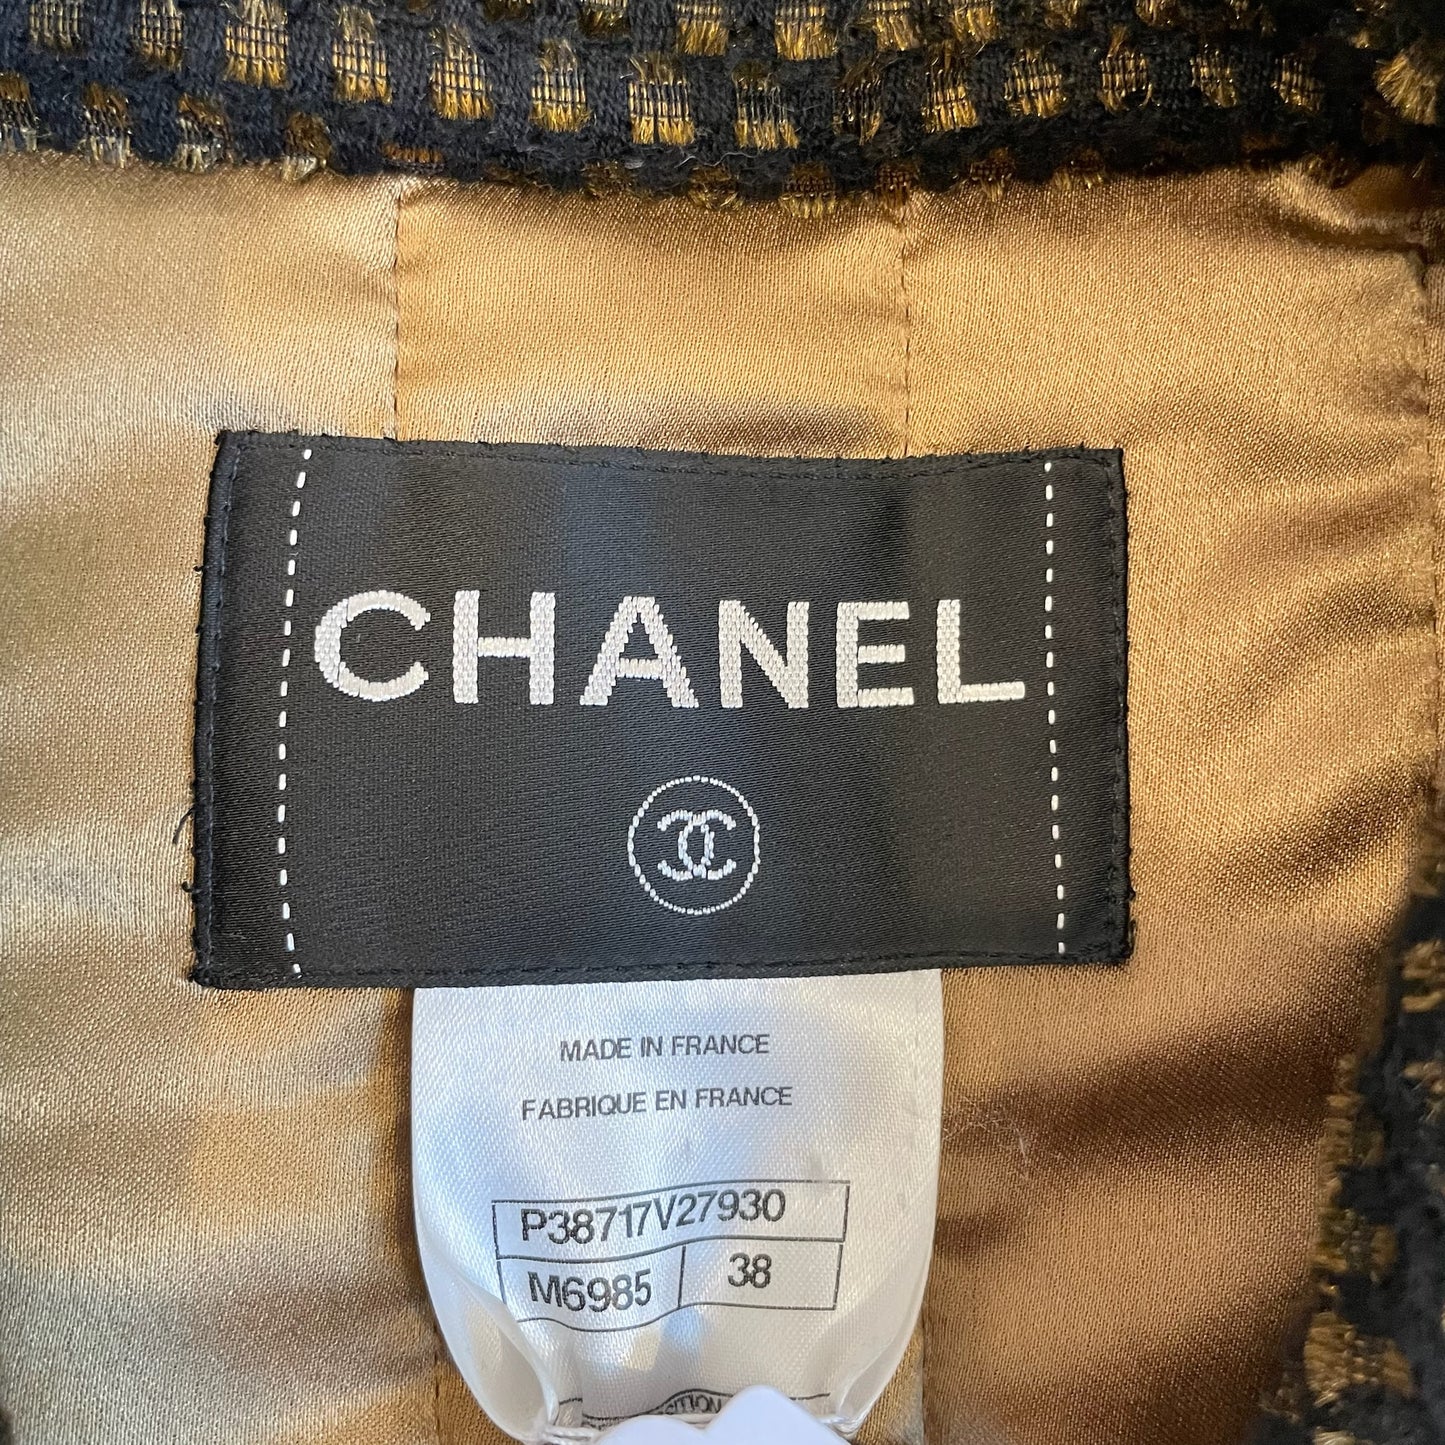 CHANEL
MADE IN FRANCE
FABRIQUE EN FRANCE
P38717V27930
M6985 38